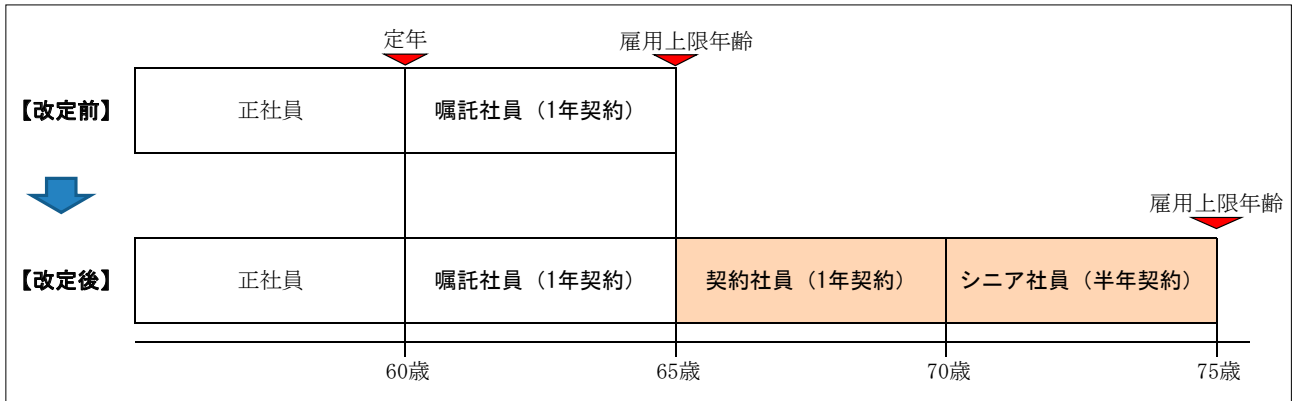 定年
雇用上限年齢
【改定前】
正社員
嘱託社員（1年契約）
雇用上限年齢
【改定後】
正社員
嘱託社員（1年契約）
契約社員（1年契約）
シニア社員（半年契約）
60歳
65歳
70歳
75歳